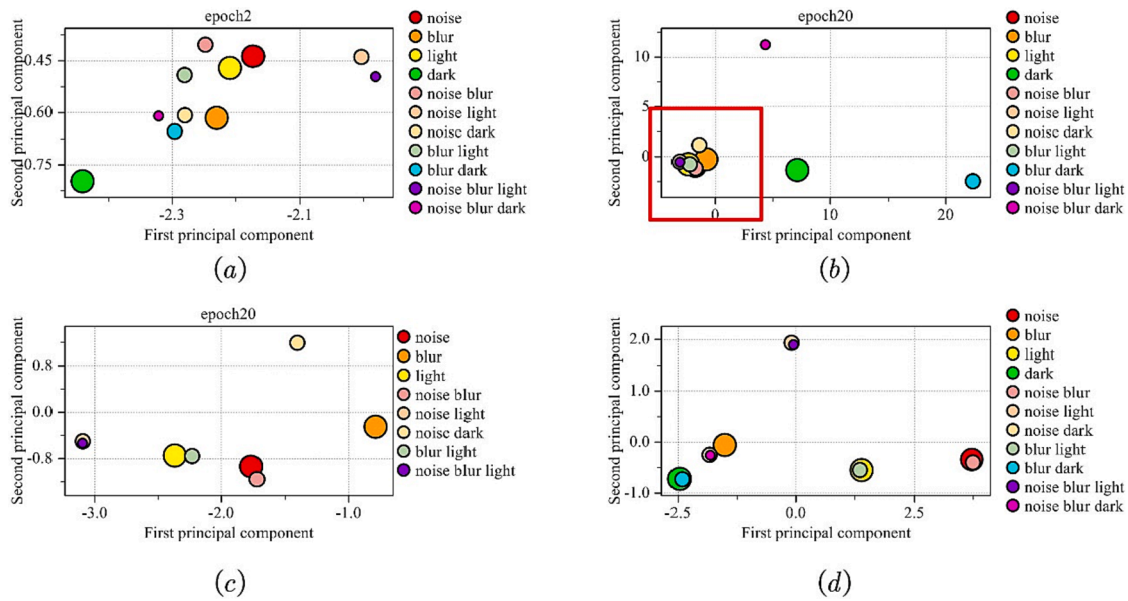 epoch2
Second principal component
-0.45
-0.60
-0.75
-2.3
-2.1
First principal component
noise
blur
light
dark
noise blur
noise light
noisc dark
blur light
blur dark
noise blur light
noise blur dark
(a)
epoch20
Second principal component
10
5
0
0
10
20
First principal component
noise
blur
light
dark
noise blur
noise light
noisc dark
blur light
blur dark
noise blur light
noise blur dark
(b)
epoch20
Second principal component
0.8
0.0
-0.8
-3.0
-2.0
-1.0
First principal component
noise
blur
light
noise blur
noise light
noisc dark
blur light
noise blur light
(c)
Second principal component
2.0
1.0
0.0
-1.0
-2.5
0.0
2.5
First principal component
noise
blur
light
dark
noise blur
noise light
noisc dark
blur light
blur dark
noise blur light
noise blur dark
(d)